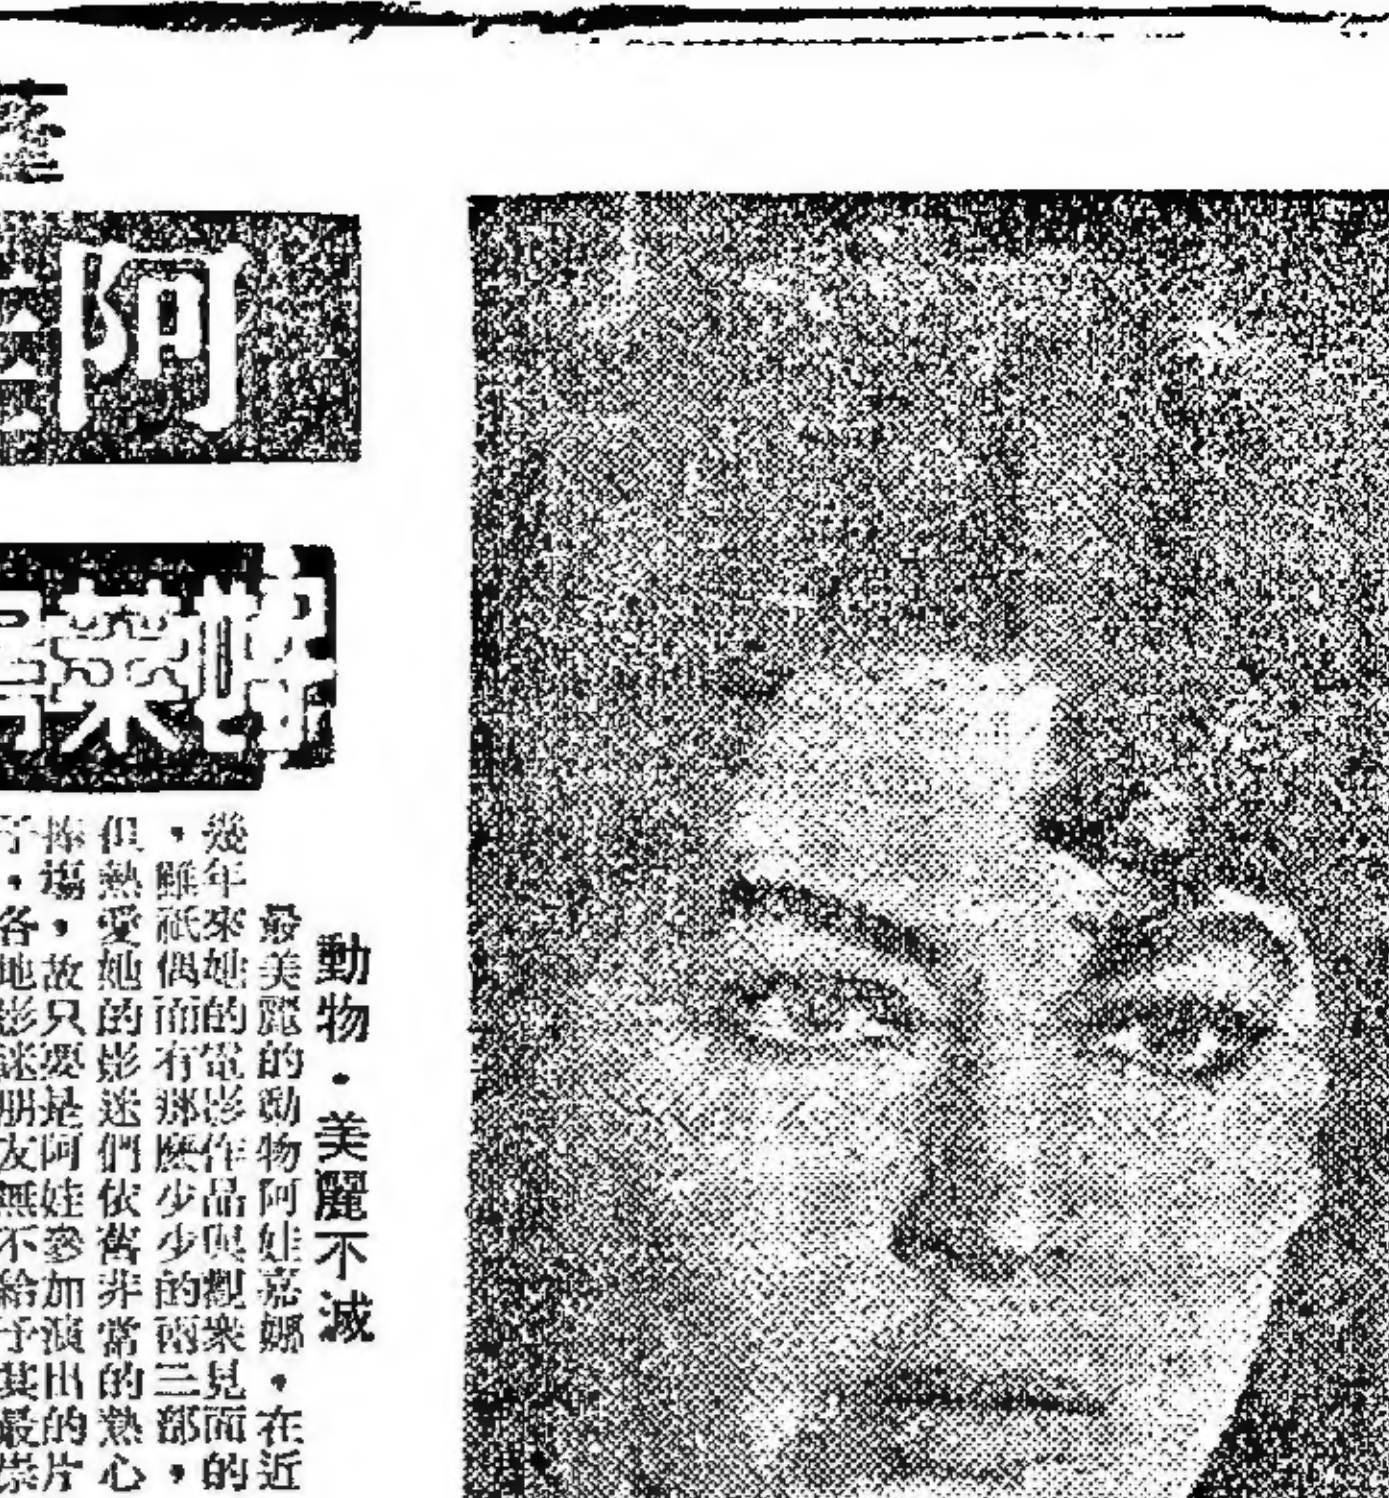 阿
蒂
動物·美麗不滅
最美麗的動物阿娃嘉娜，在近
幾年來她的電影作品與觀眾見面的
，雖祇偶而有那麼少少的兩三部，
但熱愛她的影迷們依舊非常的熱心
捧場，故只要是阿娃參加演出的片
子，各地影迷朋友無不給予其最崇